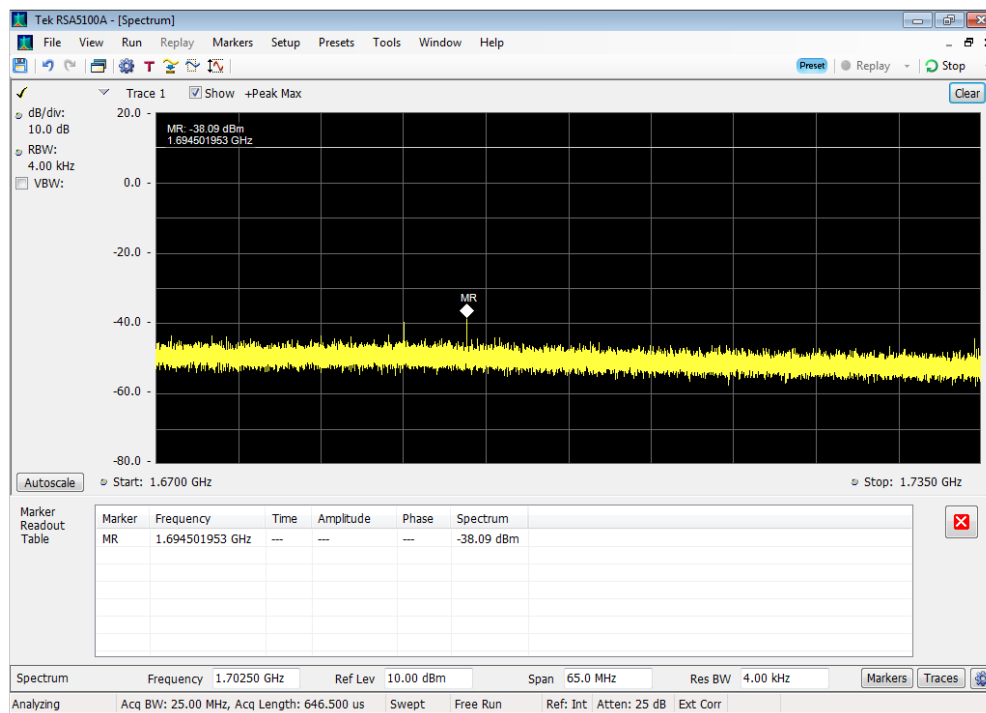 Tek RSA5100A - [Spectrum]
File View Run Replay Markers Setup Presets Tools Window Help
T Preset Replay Stop
Trace 1 Show +Peak Max Clear
dB/div:
10.0 dB
RBW:
4.00 kHz
VBW:
20.0
0.0
-20.0
-40.0
-60.0
-80.0
MR: -38.09 dBm
1.694501953 GHz
MR
Autoscale Start: 1.6700 GHz Stop: 1.7350 GHz
Marker
Readout
Table
Marker Frequency Time Amplitude Phase Spectrum
MR 1.694501953 GHz --- --- --- -38.09 dBm
Spectrum Frequency 1.70250 GHz Ref Lev 10.00 dBm Span 65.0 MHz Res BW 4.00 kHz Markers Traces
Analyzing Acq BW: 25.00 MHz, Acq Length: 646.500 us Swept Free Run Ref: Int Atten: 25 dB Ext Corr